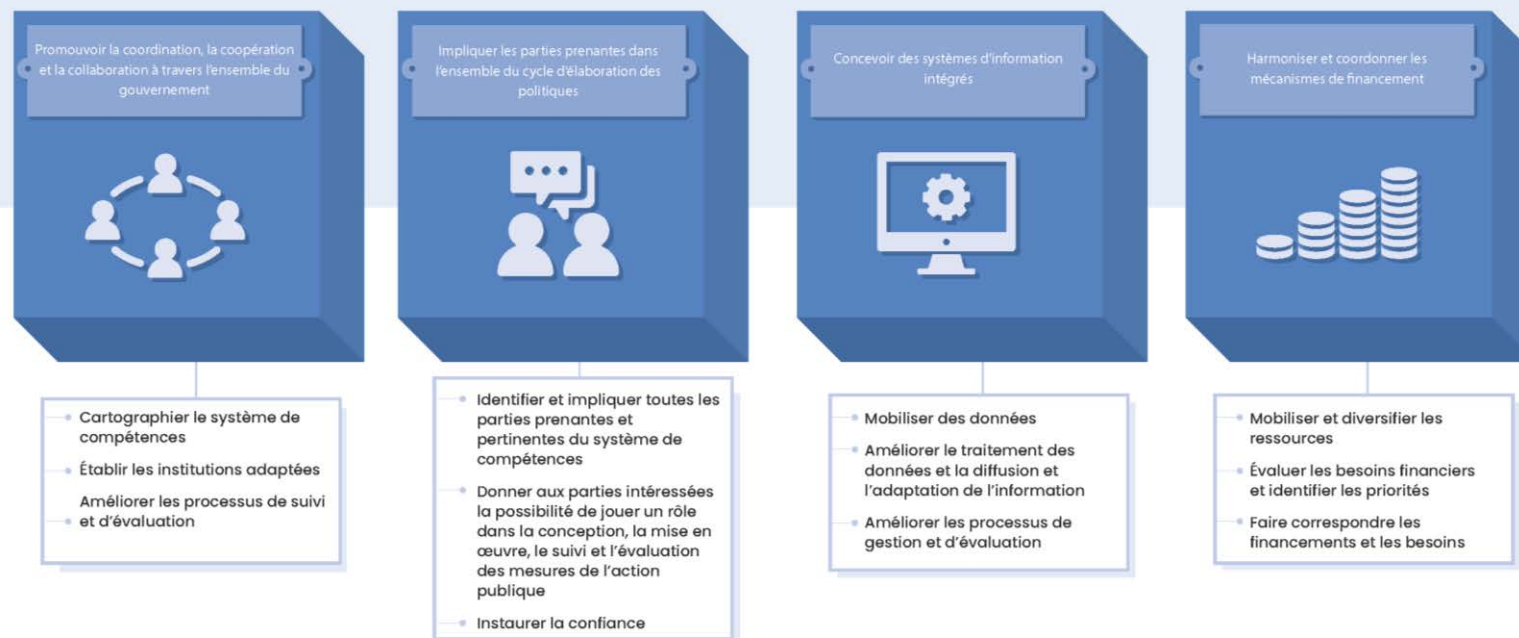 Promouvoir la coordination, la coopération
et la collaboration à travers l'ensemble du
gouvernement
Cartographier le système de
compétences
Établir les institutions adaptées
Améliorer les processus de suivi
et d'évaluation
Impliquer les parties prenantes dans
l'ensemble du cycle d'élaboration des
politiques
Identifier et impliquer toutes les
parties prenantes et
pertinentes du système de
compétences
Donner aux parties intéressées
la possibilité de jouer un rôle
dans la conception, la mise en
œuvre, le suivi et l'évaluation
des mesures de l'action
publique
Instaurer la confiance
Concevoir des systèmes d'information
intégrés
Mobiliser des données
Améliorer le traitement des
données et la diffusion et
l'adaptation de l'information
Améliorer les processus de
gestion et d'évaluation
Harmoniser et coordonner les
mécanismes de financement
Mobiliser et diversifier les
ressources
Évaluer les besoins financiers
et identifier les priorités
Faire correspondre les
financements et les besoins